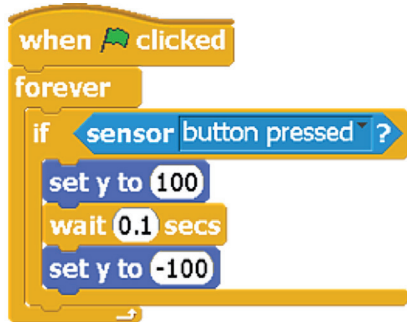 when clicked
forever
if sensor button pressed ?
set y to 100
wait 0.1 secs
set y to -100